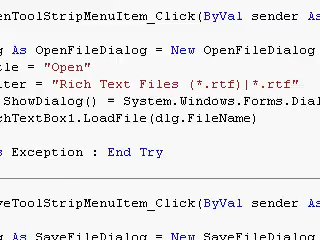 enToolStripMenuItem_Click(ByVal sender As
g As OpenFileDialog = New OpenFileDialog
tle = "Open"
ter = "Rich Text Files (*.rtf)|*.rtf"
.ShowDialog() = System.Windows.Forms.Dial
chTextBox1.LoadFile(dlg.FileName)
s Exception : End Try
veToolStripMenuItem_Click(ByVal sender As
g As SaveFileDialog = New SaveFileDialog